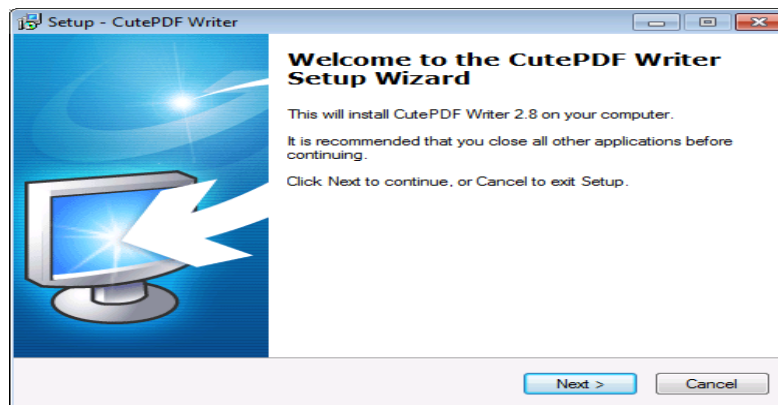 Setup - CutePDF Writer
Welcome to the CutePDF Writer
Setup Wizard
This will install CutePDF Writer 2.8 on your computer.
It is recommended that you close all other applications before
continuing.
Click Next to continue, or Cancel to exit Setup.
Next >
Cancel